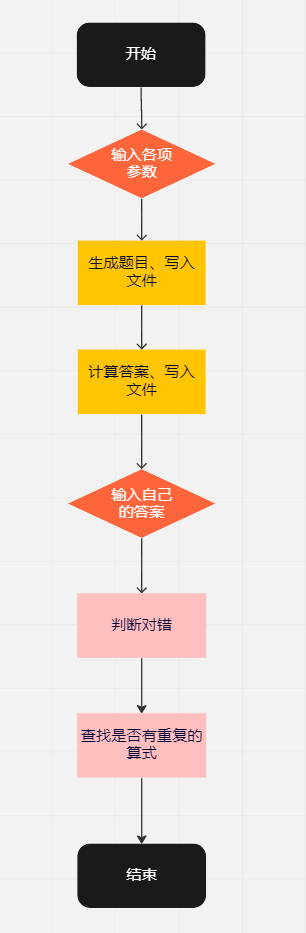 开始
输入各项
参数
生成题目、写入
文件
计算答案、写入
文件
输入自己
的答案
判断对错
查找是否有重复的
算式
结束